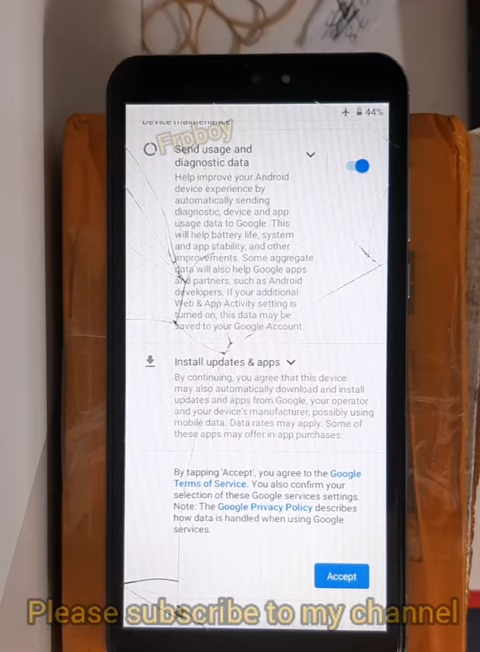 44%
Device maintenance
Frpboy
Send usage and
diagnostic data
Help improve your Android
device experience by
automatically sending
diagnostic, device and app
usage data to Google. This
will help battery life, system
and app stability, and other
improvements. Some aggregate
data will also help Google apps
and partners, such as Android
developers. If your additional
Web & App Activity setting is
turned on, this data may be
saved to your Google Account.
Install updates & apps
By continuing, you agree that this device
may also automatically download and install
updates and apps from Google, your operator
and your device's manufacturer, possibly using
mobile data. Data rates may apply. Some of
these apps may offer in-app purchases.
By tapping 'Accept', you agree to the Google
Terms of Service. You also confirm your
selection of these Google services settings.
Note: The Google Privacy Policy describes
how data is handled when using Google
services.
Accept
Please subscribe to my channel